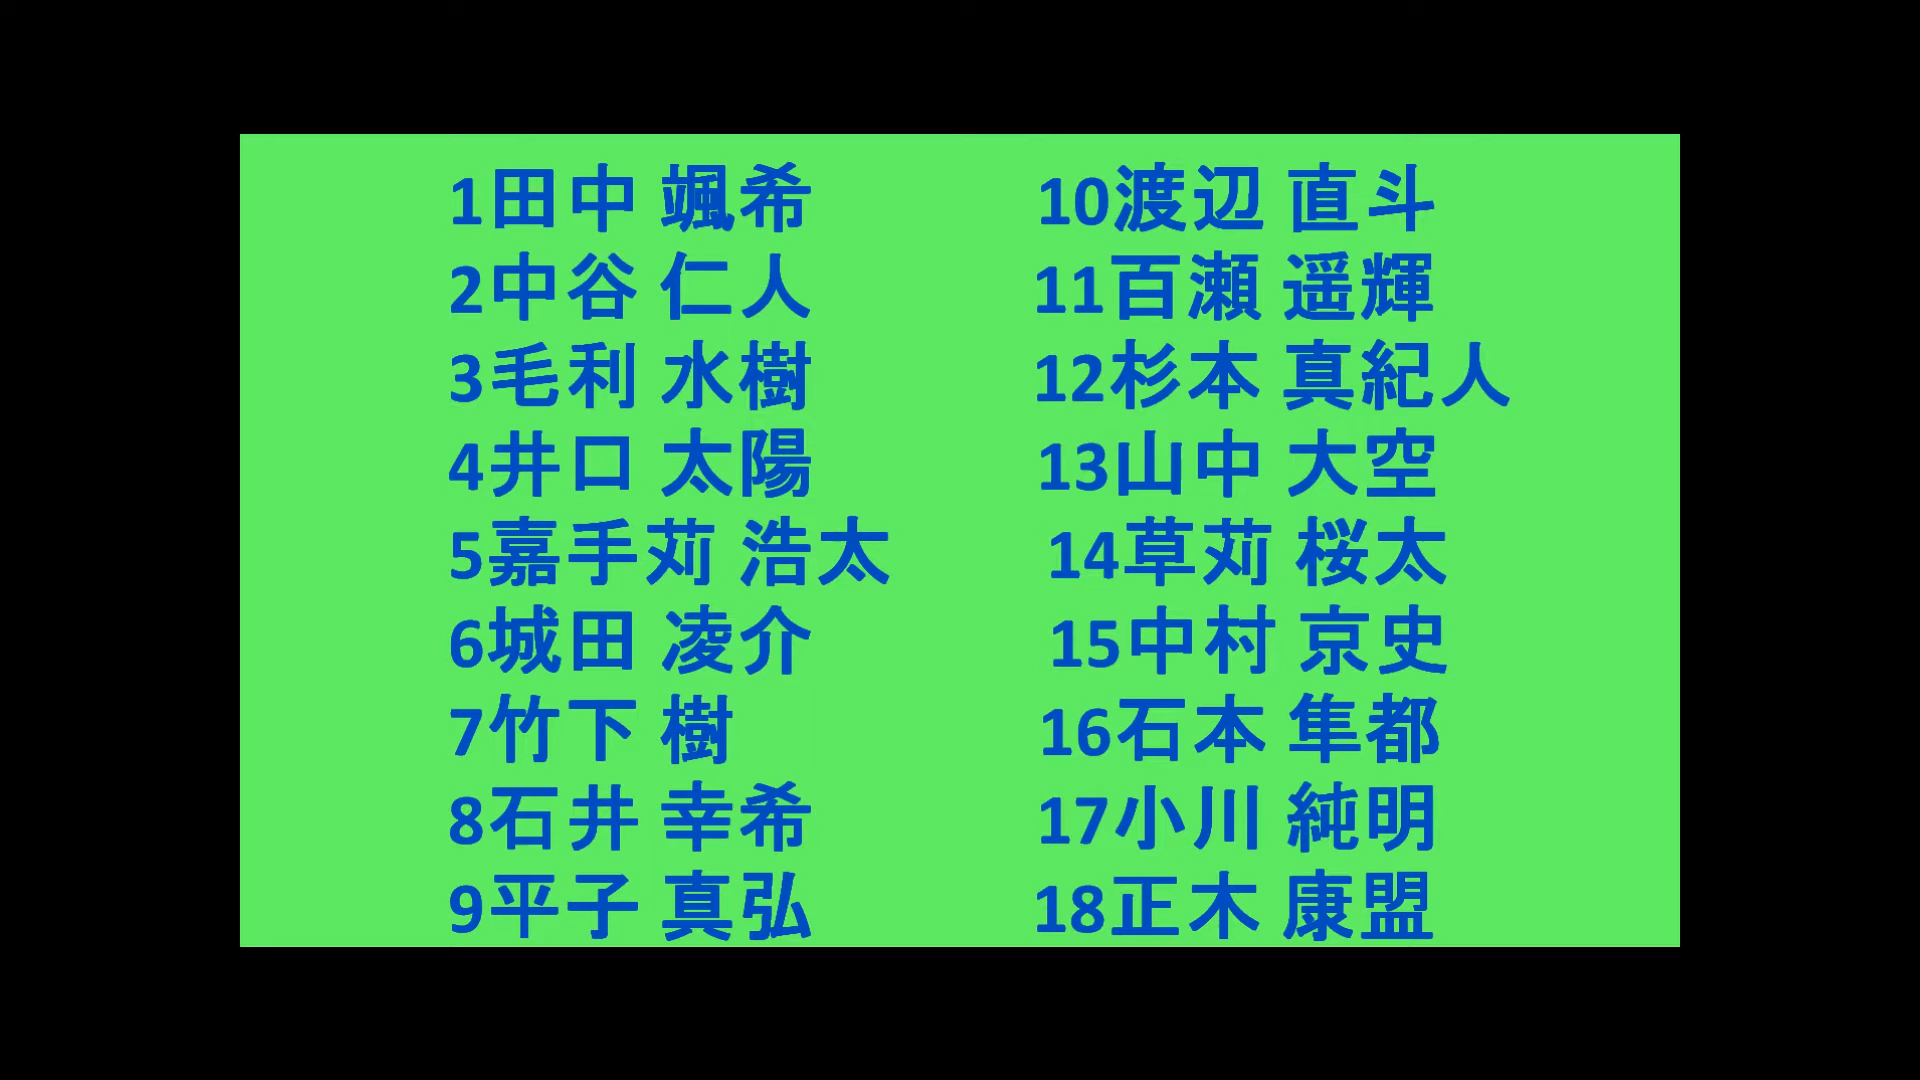 1田中 颯希
2中谷 仁人
3毛利 水樹
4井口 太陽
5嘉手苅 浩太
6城田 凌介
7竹下 樹
8石井 幸希
9平子 真弘
10渡辺 直斗
11百瀬 遥輝
12杉本 真紀人
13山中 大空
14草苅 桜太
15中村 京史
16石本 隼都
17小川 純明
18正木 康盟